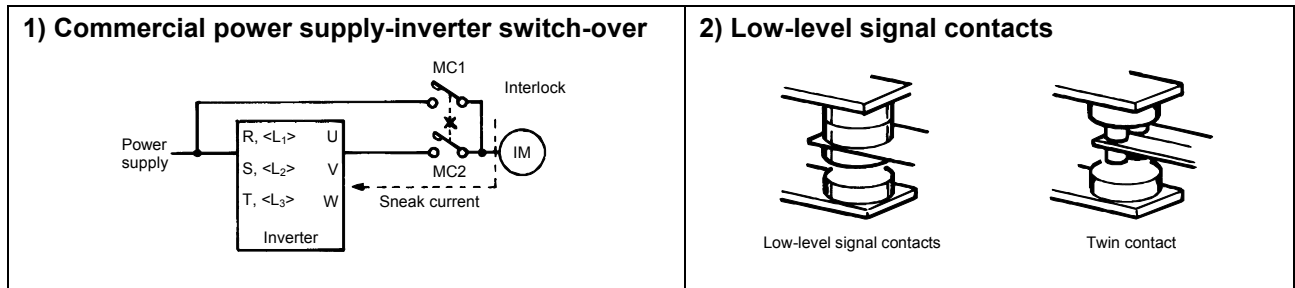 1) Commercial power supply-inverter switch-over
MC1
Interlock
Power
supply
R, <L₁> U
S, <L₂> V
T, <L₃> W
Inverter
MC2
IM
Sneak current
2) Low-level signal contacts
Low-level signal contacts
Twin contact